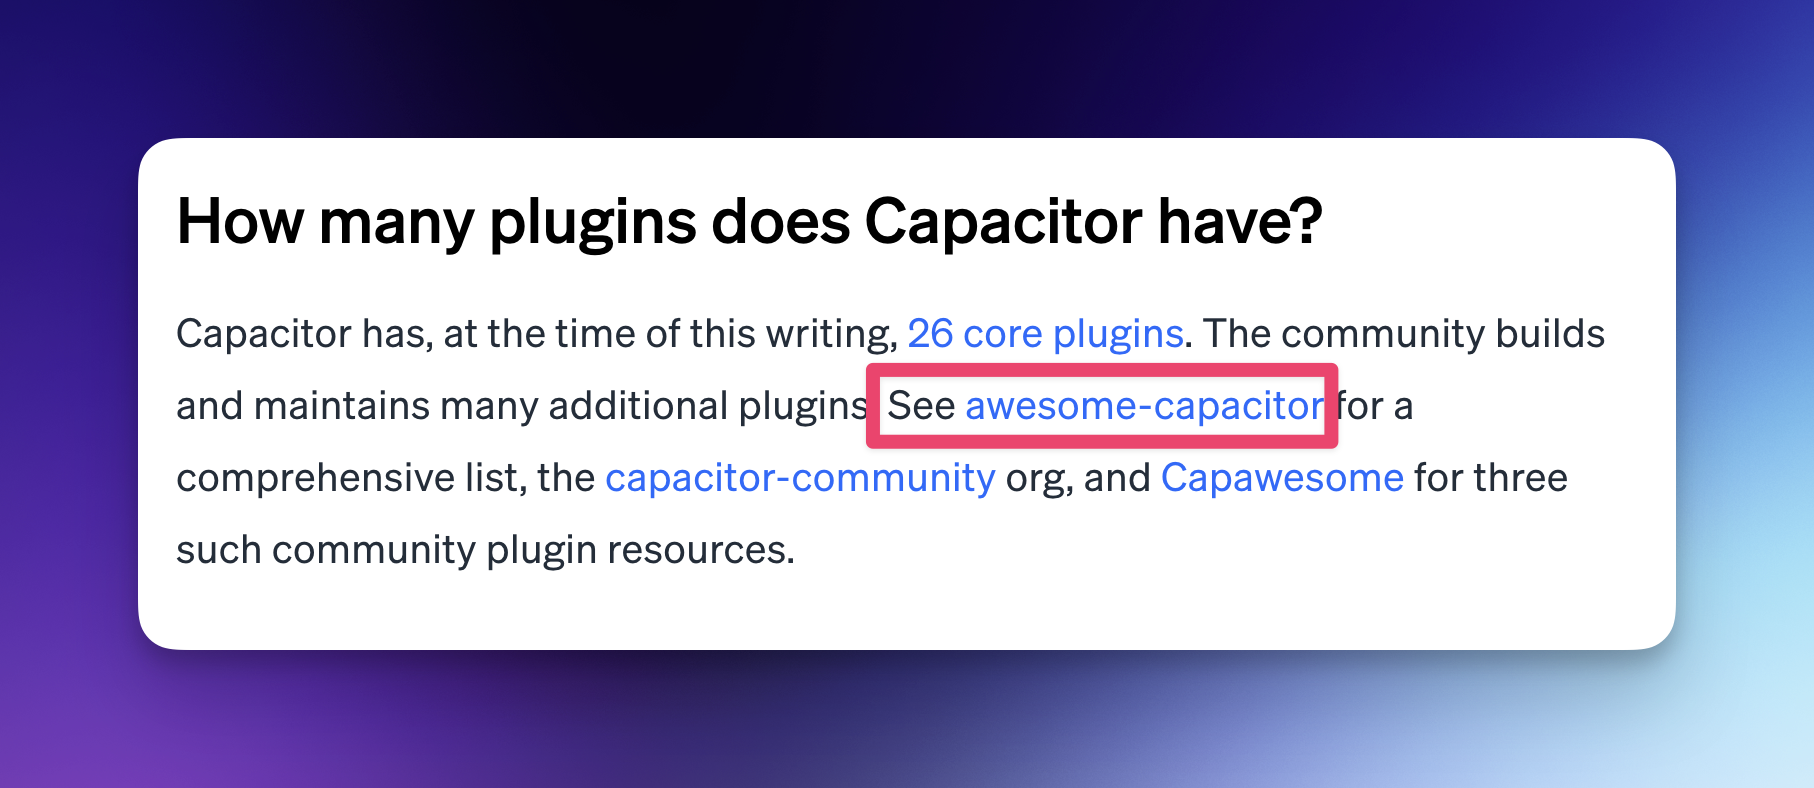 How many plugins does Capacitor have?
Capacitor has, at the time of this writing, 26 core plugins. The community builds
and maintains many additional plugins See awesome-capacitor for a
comprehensive list, the capacitor-community org, and Capawesome for three
such community plugin resources.